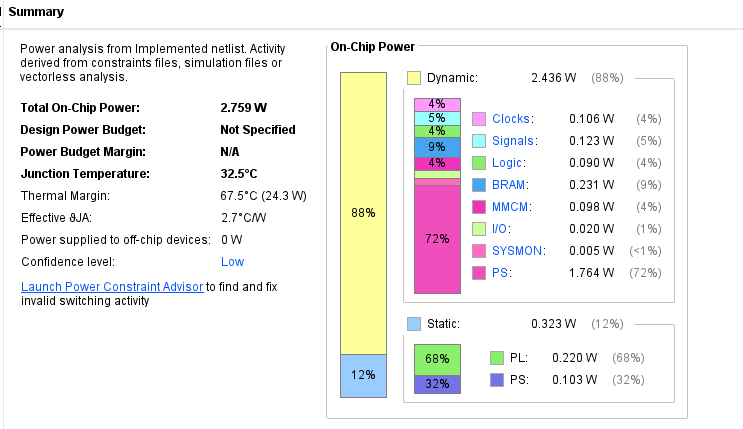 Summary
Power analysis from Implemented netlist. Activity
derived from constraints files, simulation files or
vectorless analysis.
Total On-Chip Power: 2.759 W
Design Power Budget: Not Specified
Power Budget Margin: N/A
Junction Temperature: 32.5°C
Thermal Margin: 67.5°C (24.3 W)
Effective ϑJA: 2.7°C/W
Power supplied to off-chip devices: 0 W
Confidence level: Low
Launch Power Constraint Advisor to find and fix
invalid switching activity
On-Chip Power
88%
12%
Dynamic: 2.436 W (88%)
4%
5%
4%
9%
4%
72%
Clocks: 0.106 W (4%)
Signals: 0.123 W (5%)
Logic: 0.090 W (4%)
BRAM: 0.231 W (9%)
MMCM: 0.098 W (4%)
I/O: 0.020 W (1%)
SYSMON: 0.005 W (<1%)
PS: 1.764 W (72%)
Static: 0.323 W (12%)
68%
32%
PL: 0.220 W (68%)
PS: 0.103 W (32%)